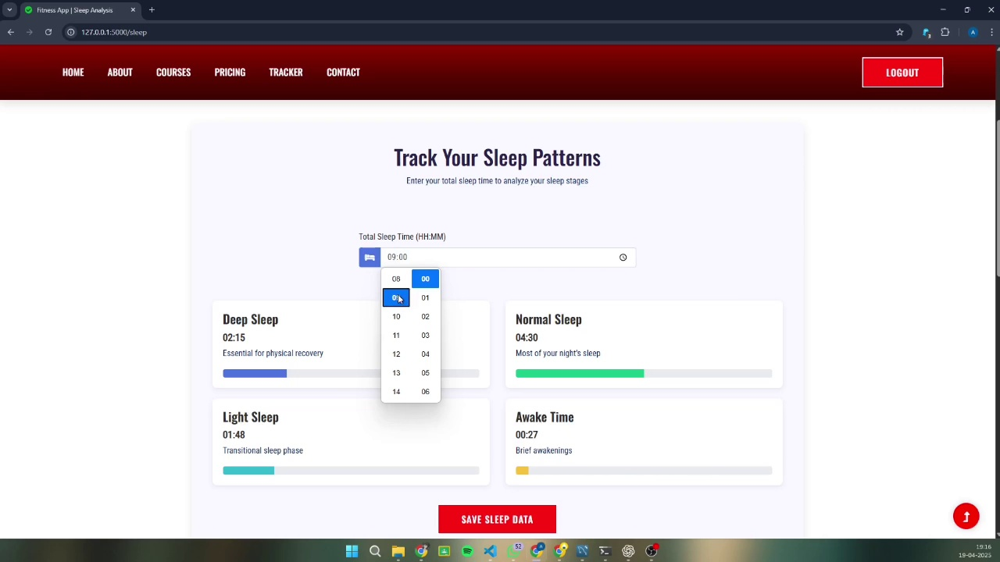 Fitness App | Sleep Analysis
127.0.0.1:5000/sleep
HOME ABOUT COURSES PRICING TRACKER CONTACT LOGOUT
Track Your Sleep Patterns
Enter your total sleep time to analyze your sleep stages
Total Sleep Time (HH:MM)
09:00
08 00
01
10 02
11 03
12 04
13 05
14 06
Deep Sleep
02:15
Essential for physical recovery
Normal Sleep
04:30
Most of your night's sleep
Light Sleep
01:48
Transitional sleep phase
Awake Time
00:27
Brief awakenings
SAVE SLEEP DATA
52
19:16
19-04-2025